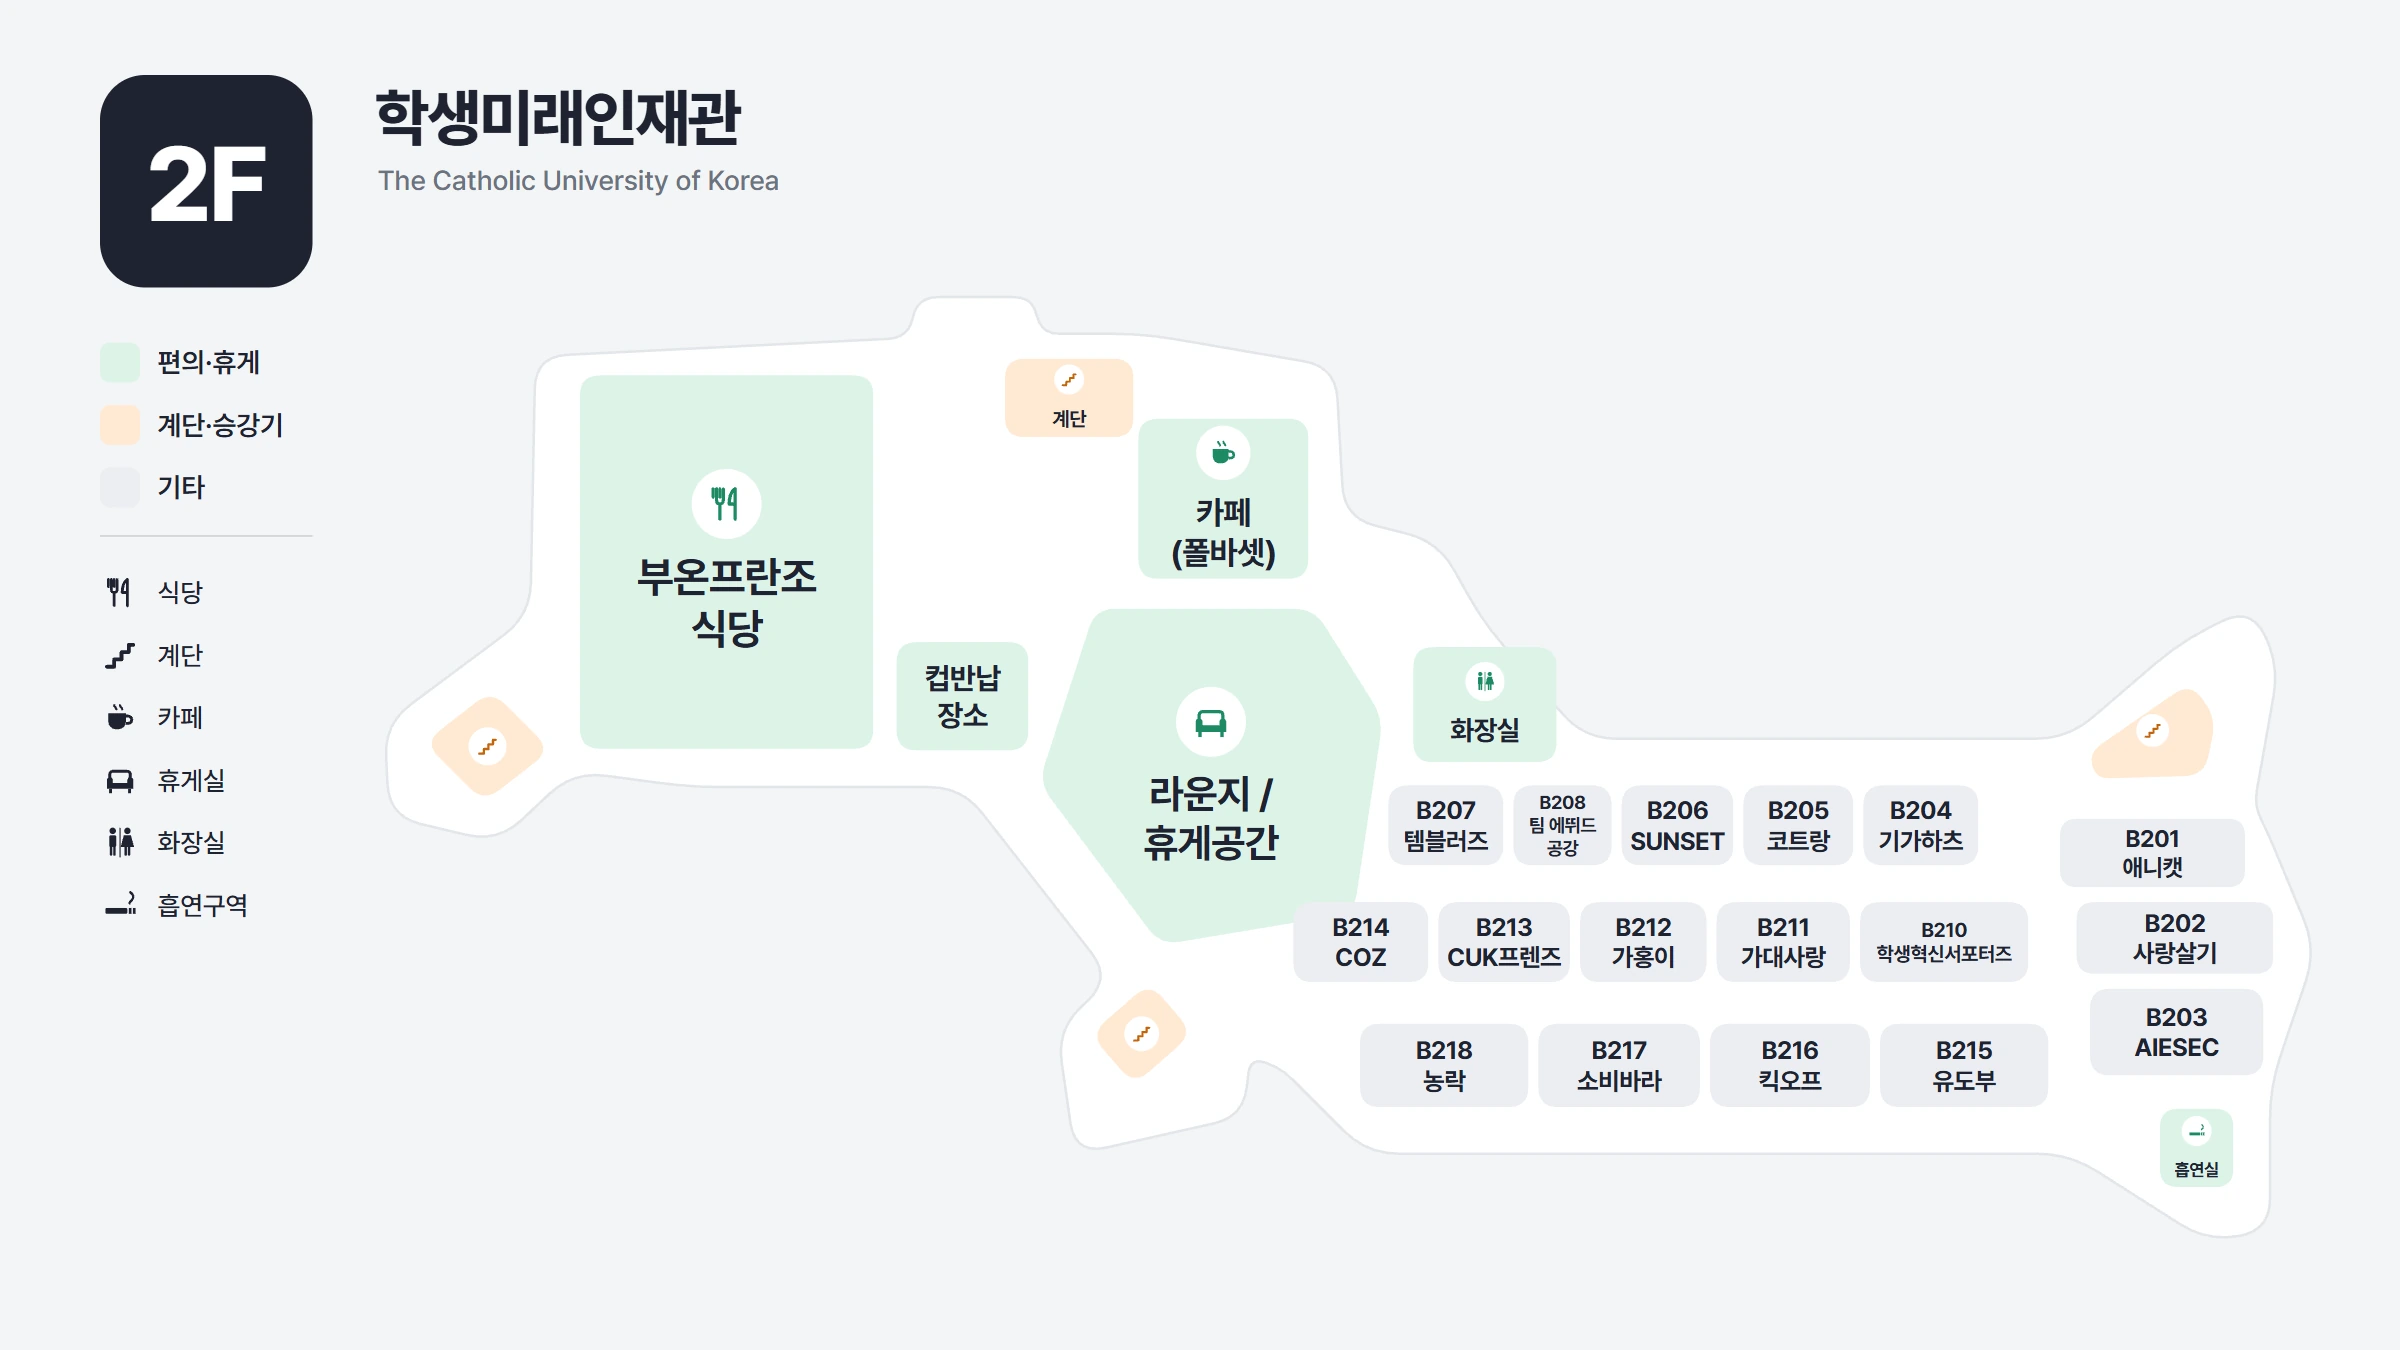 2F
학생미래인재관
The Catholic University of Korea
편의·휴게
계단·승강기
기타
식당
계단
카페
휴게실
화장실
흡연구역
계단
카페
(폴바셋)
부온프란조
식당
컵반납
장소
라운지 /
휴게공간
화장실
B207
템블러즈
B208
팀 에뛰드
공강
B206
SUNSET
B205
코트랑
B204
기가하츠
B201
애니캣
B214
COZ
B213
CUK프렌즈
B212
가홍이
B211
가대사랑
B210
학생혁신서포터즈
B202
사랑살기
B203
AIESEC
B218
농락
B217
소비바라
B216
킥오프
B215
유도부
흡연실